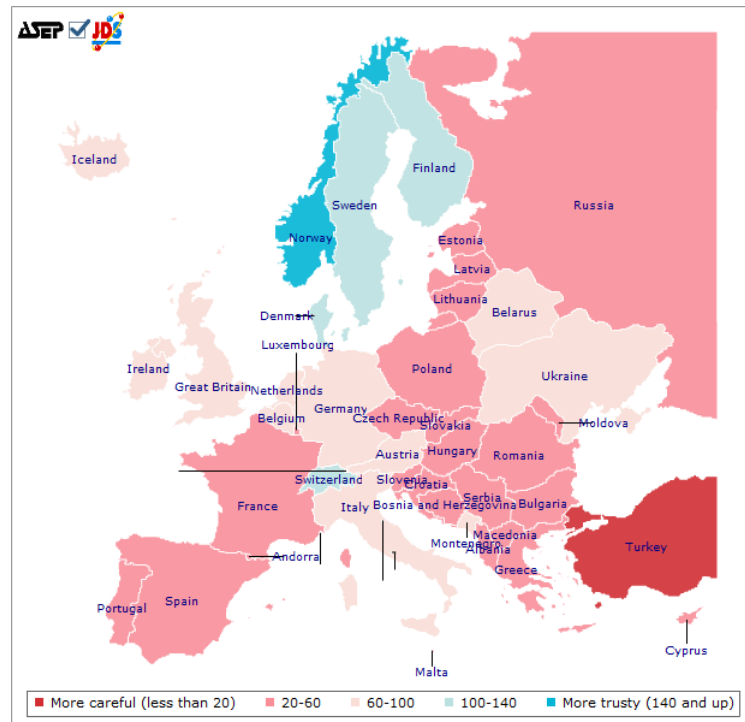 ASEP JDS
Iceland
Finland
Sweden
Russia
Norway
Estonia
Latvia
Lithuania
Denmark
Belarus
Luxembourg
Ireland
Poland
Ukraine
Great Britain
Netherlands
Germany
Belgium
Czech Republic
Moldova
Slovakia
Austria
Hungary
Romania
Switzerland
Slovenia
Croatia
Serbia
France
Italy
Bosnia and Herzegovina
Bulgaria
Macedonia
Montenegro
Albania
Turkey
Andorra
Greece
Spain
Portugal
Cyprus
Malta
More careful (less than 20) 20-60 60-100 100-140 More trusty (140 and up)